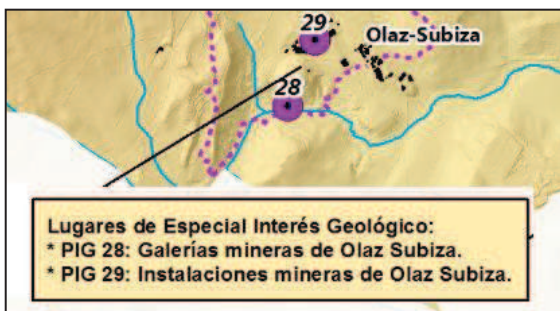 29
Olaz-Subiza
28
Lugares de Especial Interés Geológico:
* PIG 28: Galerías mineras de Olaz Subiza.
* PIG 29: Instalaciones mineras de Olaz Subiza.